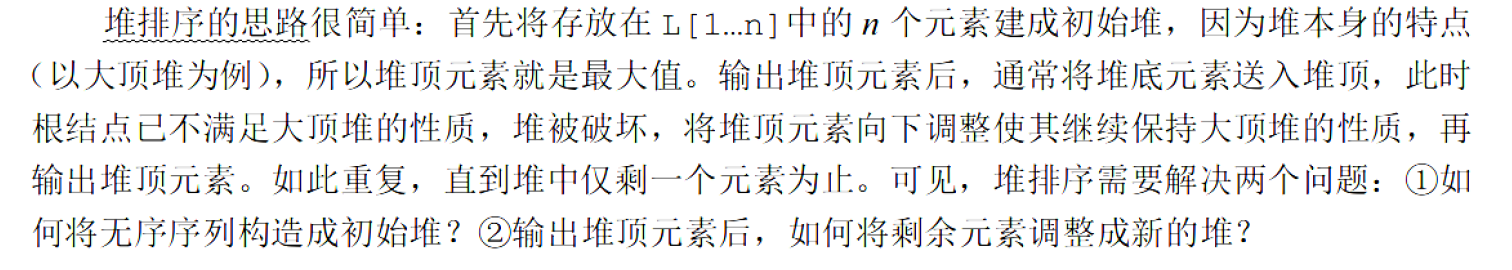 堆排序的思路很简单：首先将存放在 L[1…n]中的 n 个元素建成初始堆，因为堆本身的特点
（以大顶堆为例），所以堆顶元素就是最大值。输出堆顶元素后，通常将堆底元素送入堆顶，此时
根结点已不满足大顶堆的性质，堆被破坏，将堆顶元素向下调整使其继续保持大顶堆的性质，再
输出堆顶元素。如此重复，直到堆中仅剩一个元素为止。可见，堆排序需要解决两个问题：①如
何将无序序列构造成初始堆？②输出堆顶元素后，如何将剩余元素调整成新的堆？